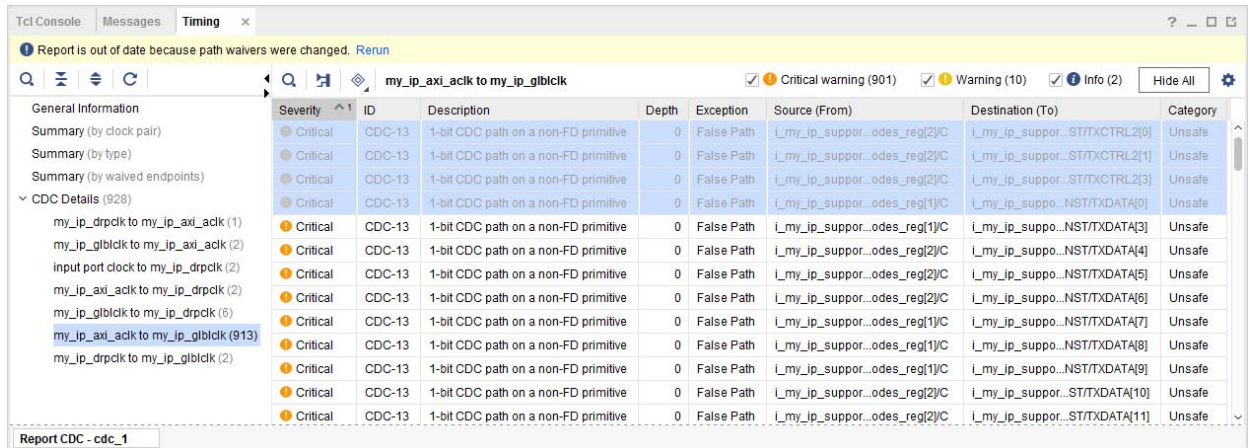 Tcl Console Messages Timing × ? _
Report is out of date because path waivers were changed. Rerun
my_ip_axi_aclk to my_ip_glblclk Critical warning (901) Warning (10) Info (2) Hide All
General Information
Summary (by clock pair)
Summary (by type)
Summary (by waived endpoints)
CDC Details (928)
my_ip_drpclk to my_ip_axi_aclk (1)
my_ip_glblclk to my_ip_axi_aclk (2)
input port clock to my_ip_drpclk (2)
my_ip_axi_aclk to my_ip_drpclk (2)
my_ip_glblclk to my_ip_drpclk (6)
my_ip_axi_aclk to my_ip_glblclk (913)
my_ip_drpclk to my_ip_glblclk (2)
Severity 1 ID Description Depth Exception Source (From) Destination (To) Category
Critical CDC-13 1-bit CDC path on a non-FD primitive 0 False Path i_my_ip_suppor...odes_reg[2]/C i_my_ip_suppor...ST/TXCTRL2[0] Unsafe
Critical CDC-13 1-bit CDC path on a non-FD primitive 0 False Path i_my_ip_suppor...odes_reg[2]/C i_my_ip_suppor...ST/TXCTRL2[1] Unsafe
Critical CDC-13 1-bit CDC path on a non-FD primitive 0 False Path i_my_ip_suppor...odes_reg[2]/C i_my_ip_suppor...ST/TXCTRL2[3] Unsafe
Critical CDC-13 1-bit CDC path on a non-FD primitive 0 False Path i_my_ip_suppor...odes_reg[1]/C i_my_ip_suppo...NST/TXDATA[0] Unsafe
Critical CDC-13 1-bit CDC path on a non-FD primitive 0 False Path i_my_ip_suppor...odes_reg[1]/C i_my_ip_suppo...NST/TXDATA[3] Unsafe
Critical CDC-13 1-bit CDC path on a non-FD primitive 0 False Path i_my_ip_suppor...odes_reg[2]/C i_my_ip_suppo...NST/TXDATA[4] Unsafe
Critical CDC-13 1-bit CDC path on a non-FD primitive 0 False Path i_my_ip_suppor...odes_reg[2]/C i_my_ip_suppo...NST/TXDATA[5] Unsafe
Critical CDC-13 1-bit CDC path on a non-FD primitive 0 False Path i_my_ip_suppor...odes_reg[2]/C i_my_ip_suppo...NST/TXDATA[6] Unsafe
Critical CDC-13 1-bit CDC path on a non-FD primitive 0 False Path i_my_ip_suppor...odes_reg[1]/C i_my_ip_suppo...NST/TXDATA[7] Unsafe
Critical CDC-13 1-bit CDC path on a non-FD primitive 0 False Path i_my_ip_suppor...odes_reg[1]/C i_my_ip_suppo...NST/TXDATA[8] Unsafe
Critical CDC-13 1-bit CDC path on a non-FD primitive 0 False Path i_my_ip_suppor...odes_reg[1]/C i_my_ip_suppo...NST/TXDATA[9] Unsafe
Critical CDC-13 1-bit CDC path on a non-FD primitive 0 False Path i_my_ip_suppor...odes_reg[2]/C i_my_ip_suppor...ST/TXDATA[10] Unsafe
Critical CDC-13 1-bit CDC path on a non-FD primitive 0 False Path i_my_ip_suppor...odes_reg[2]/C i_my_ip_suppor...ST/TXDATA[11] Unsafe
Report CDC - cdc_1